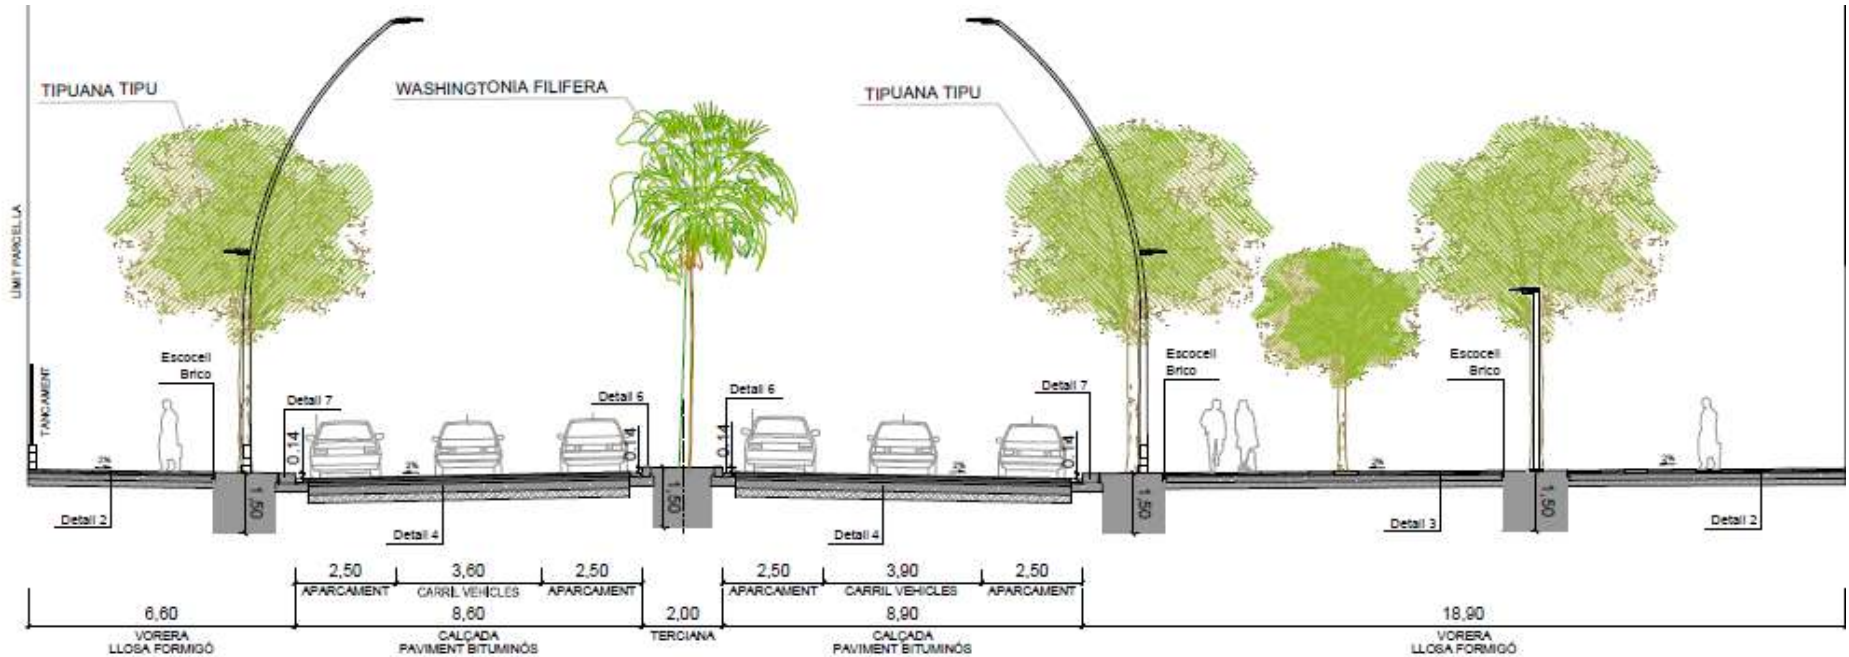 TIPUANA TIPU
WASHINGTONIA FILIFERA
TIPUANA TIPU
LÍMIT PARCEL·LA
TANCAMENT
Escocell
Brico
Detall 7
Detall 6
Detall 6
Detall 7
Escocell
Brico
Escocell
Brico
0,14
0,14
0,14
0,14
2%
2%
2%
2%
2%
1,50
1,50
1,50
1,50
Detall 2
Detall 4
Detall 4
Detall 3
Detall 2
2,50 3,60 2,50 2,50 3,90 2,50
APARCAMENT CARRIL VEHICLES APARCAMENT APARCAMENT CARRIL VEHICLES APARCAMENT
6,60 8,60 2,00 8,90 18,90
VORERA CALÇADA TERCIANA CALÇADA VORERA
LLOSA FORMIGÓ PAVIMENT BITUMINÓS PAVIMENT BITUMINÓS LLOSA FORMIGÓ